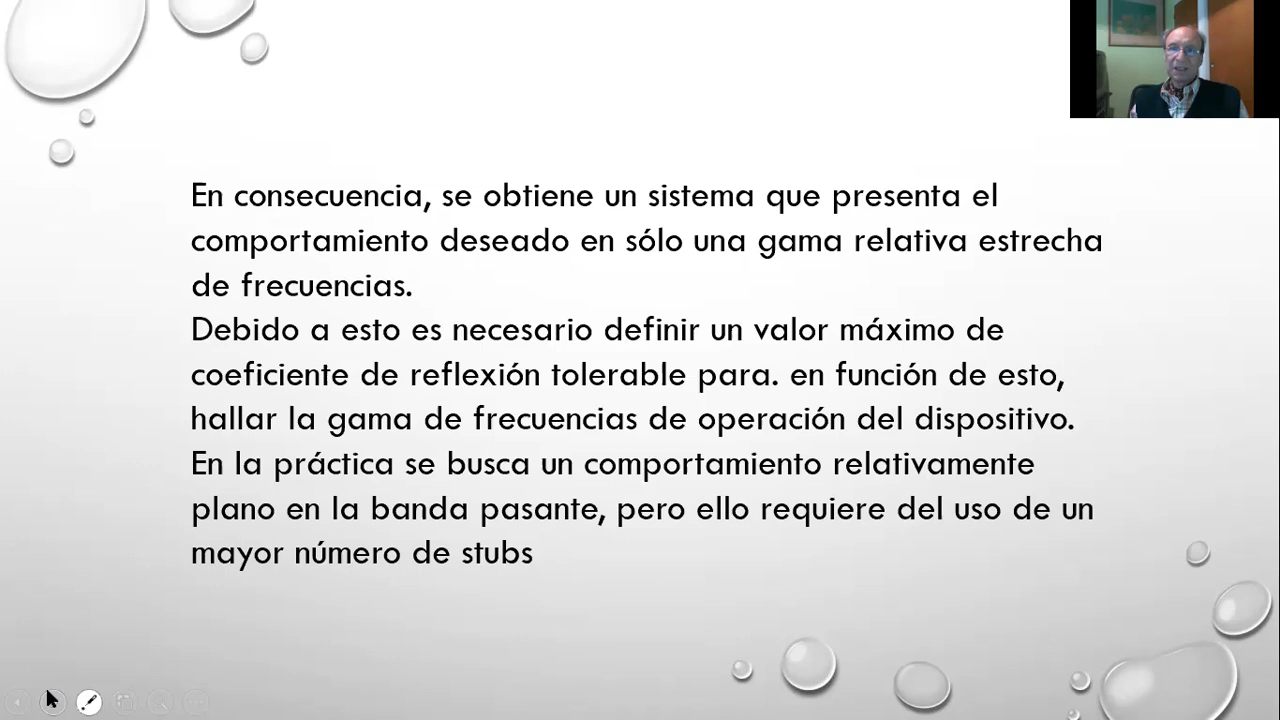 En consecuencia, se obtiene un sistema que presenta el
comportamiento deseado en sólo una gama relativa estrecha
de frecuencias.
Debido a esto es necesario definir un valor máximo de
coeficiente de reflexión tolerable para. en función de esto,
hallar la gama de frecuencias de operación del dispositivo.
En la práctica se busca un comportamiento relativamente
plano en la banda pasante, pero ello requiere del uso de un
mayor número de stubs